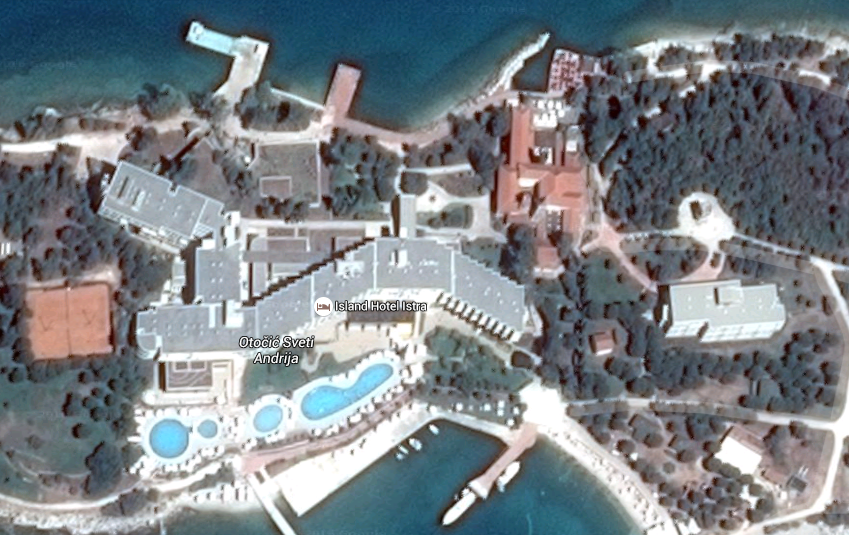 Island Hotel Istra
Otočić Sveti
Andrija